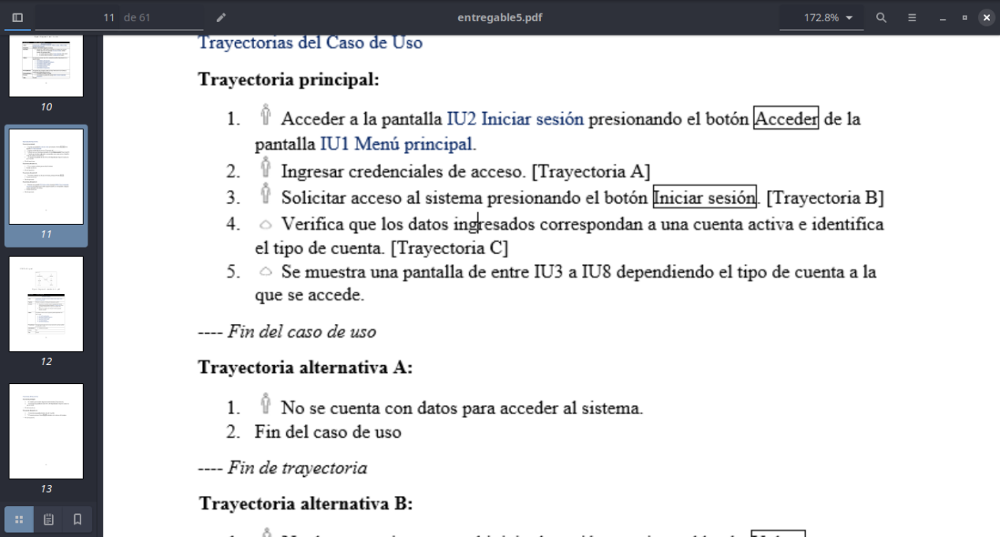 11 de 61
entregable5.pdf
172.8%
10
11
12
13
Trayectorias del Caso de Uso
Trayectoria principal:
1. Acceder a la pantalla IU2 Iniciar sesión presionando el botón Acceder de la
pantalla IU1 Menú principal.
2. Ingresar credenciales de acceso. [Trayectoria A]
3. Solicitar acceso al sistema presionando el botón Iniciar sesión. [Trayectoria B]
4. Verifica que los datos ingresados correspondan a una cuenta activa e identifica
el tipo de cuenta. [Trayectoria C]
5. Se muestra una pantalla de entre IU3 a IU8 dependiendo el tipo de cuenta a la
que se accede.
---- Fin del caso de uso
Trayectoria alternativa A:
1. No se cuenta con datos para acceder al sistema.
2. Fin del caso de uso
---- Fin de trayectoria
Trayectoria alternativa B: